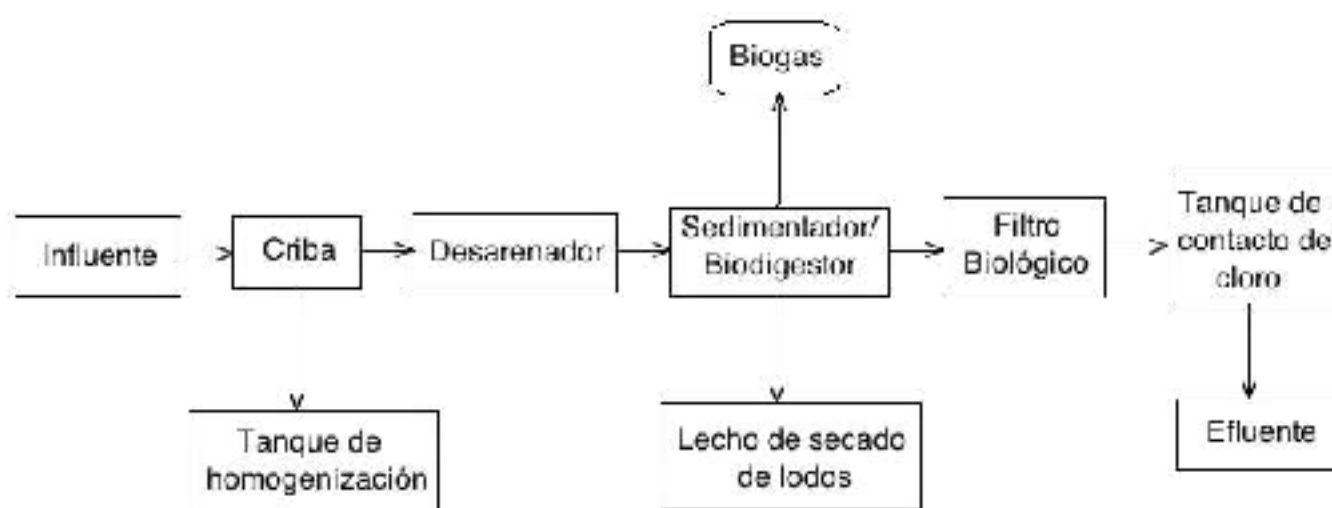 Biogas
Influente
Criba
Desarenador
Sedimentador/
Biodigestor
Filtro
Biológico
Tanque de
contacto de
cloro
Tanque de
homogenización
Lecho de secado
de lodos
Efluente